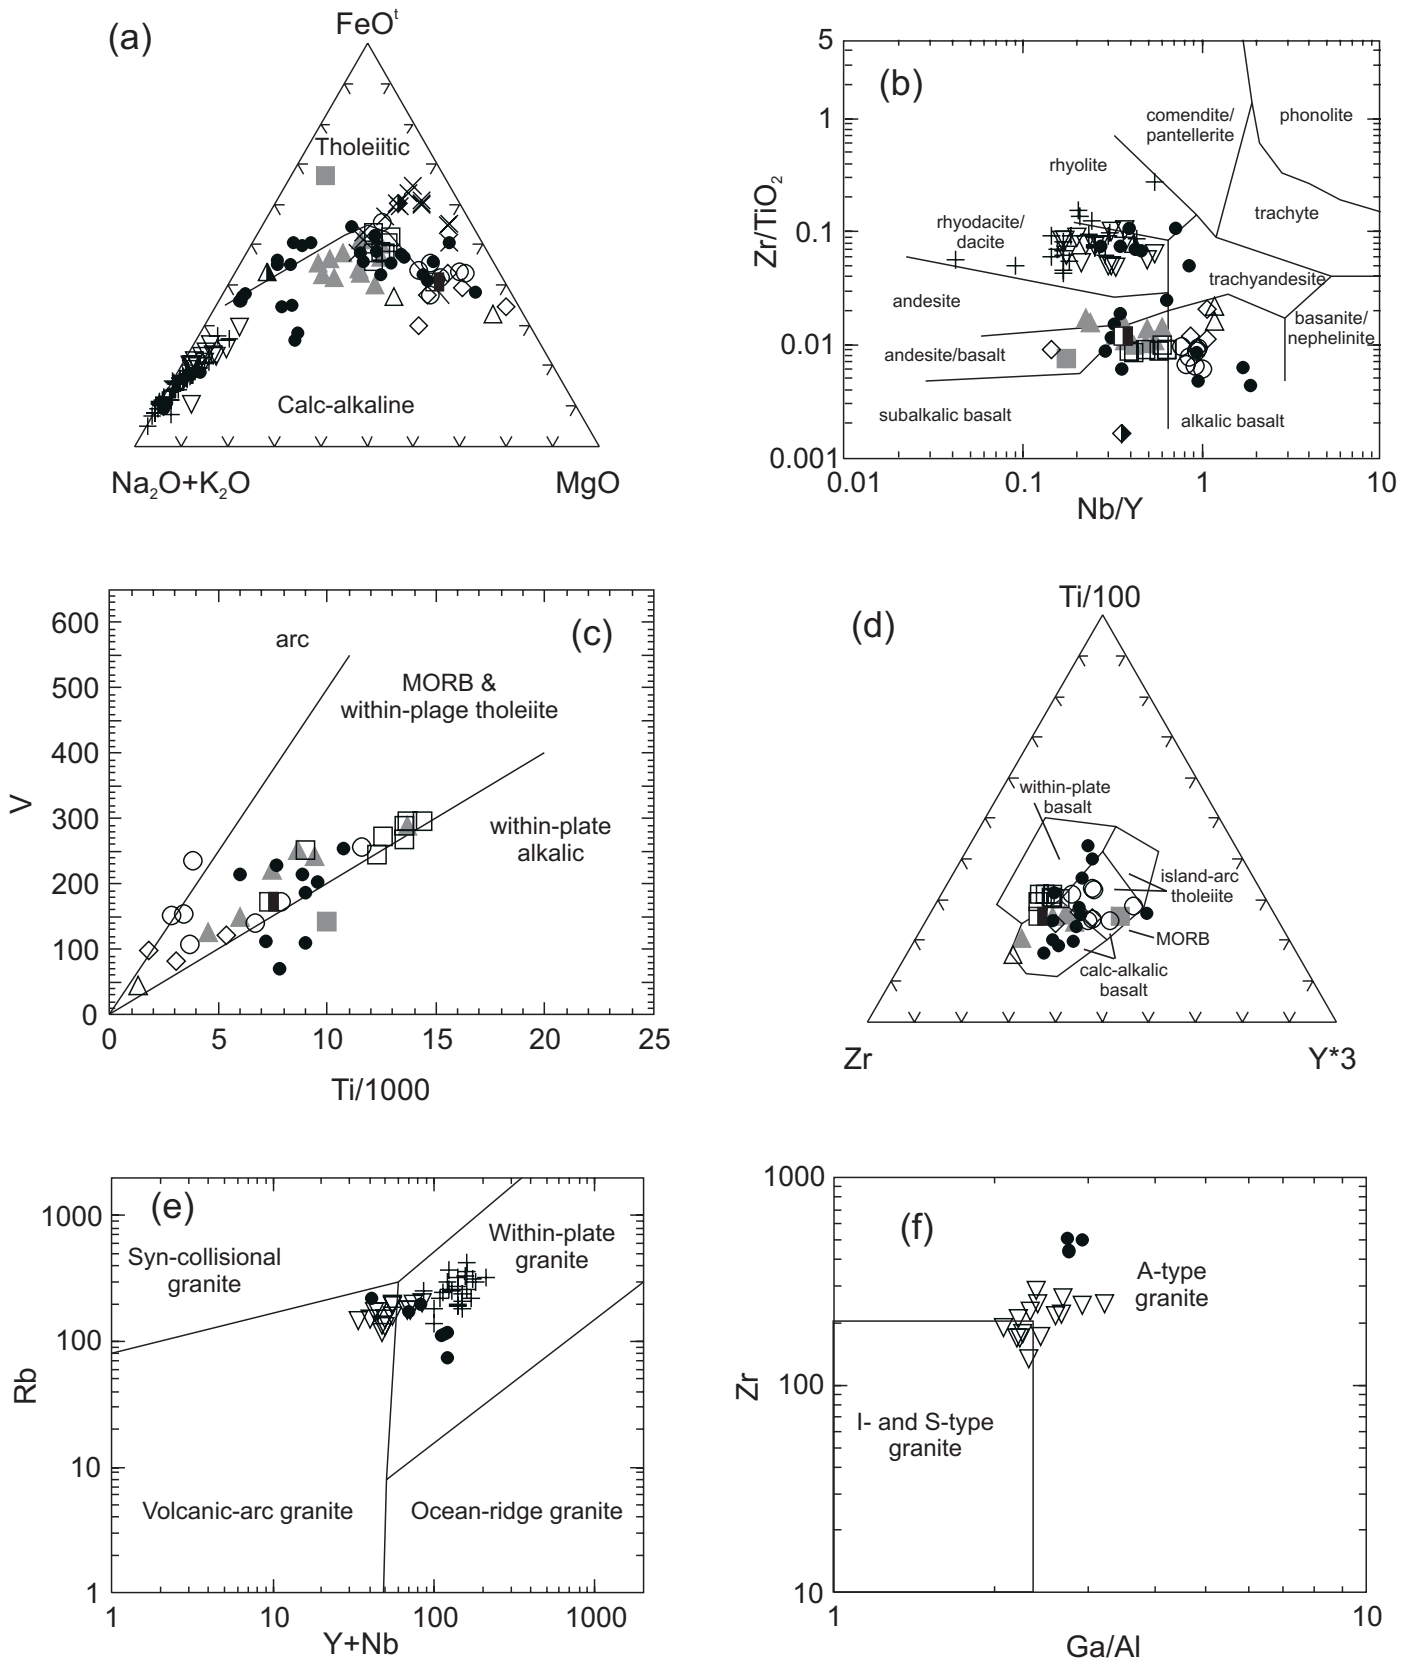 (a)
FeOᵗ
Tholeiitic
Calc-alkaline
Na₂O+K₂O
MgO
(b)
5
1
0.1
0.01
0.001
Zr/TiO₂
comendite/
pantellerite
phonolite
rhyolite
trachyte
rhyodacite/
dacite
trachyandesite
andesite
basanite/
nephelinite
andesite/basalt
subalkalic basalt
alkalic basalt
0.01
0.1
1
10
Nb/Y
(c)
600
500
400
300
200
100
0
V
arc
MORB &
within-plage tholeiite
within-plate
alkalic
0
5
10
15
20
25
Ti/1000
(d)
Ti/100
within-plate
basalt
island-arc
tholeiite
MORB
calc-alkalic
basalt
Zr
Y*3
(e)
1000
100
10
1
Rb
Syn-collisional
granite
Within-plate
granite
Volcanic-arc granite
Ocean-ridge granite
1
10
100
1000
Y+Nb
(f)
1000
100
10
Zr
A-type
granite
I- and S-type
granite
1
10
Ga/Al